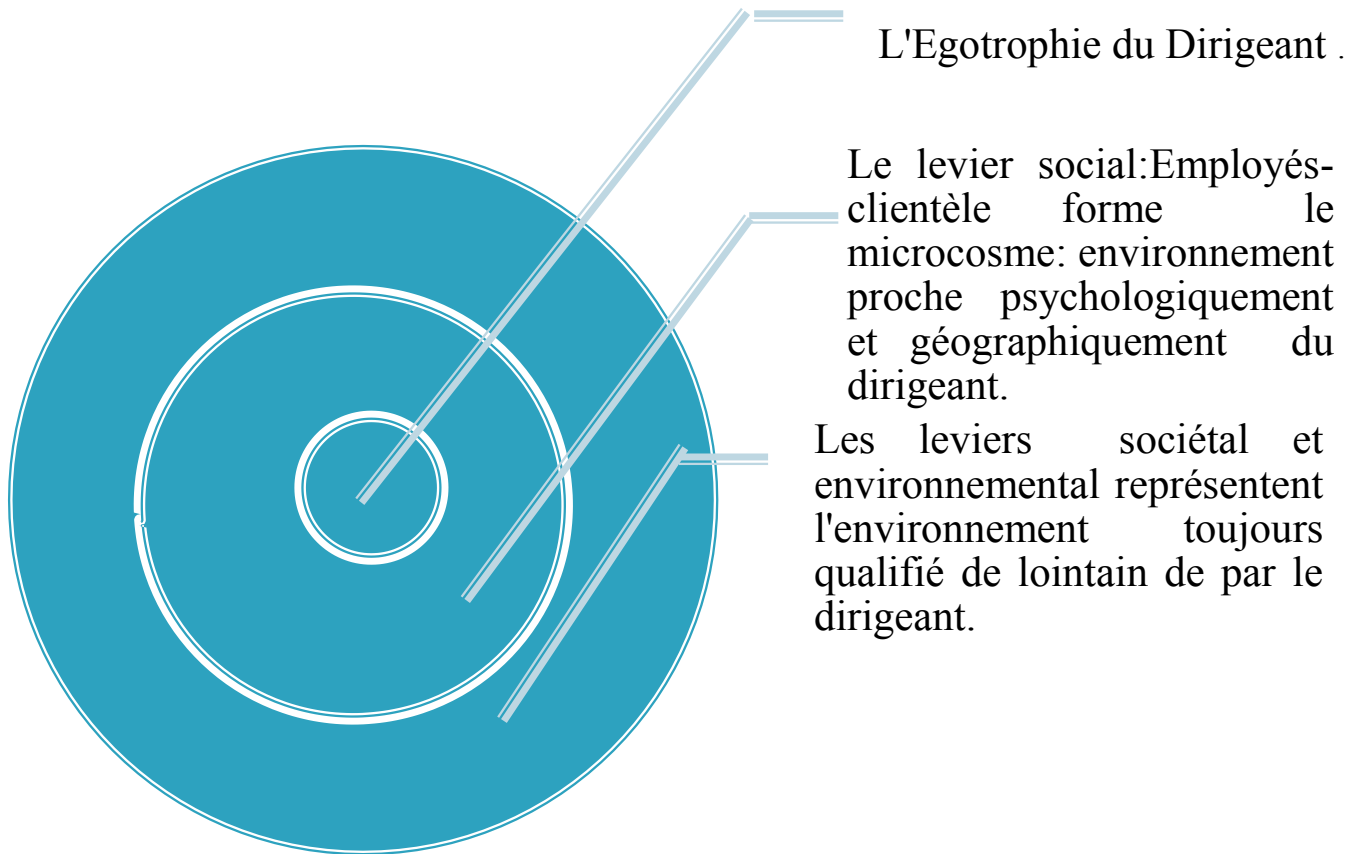 L'Egotrophie du Dirigeant .
Le levier social:Employés-
clientèle forme le
microcosme: environnement
proche psychologiquement
et géographiquement du
dirigeant.
Les leviers sociétal et
environnemental représentent
l'environnement toujours
qualifié de lointain de par le
dirigeant.